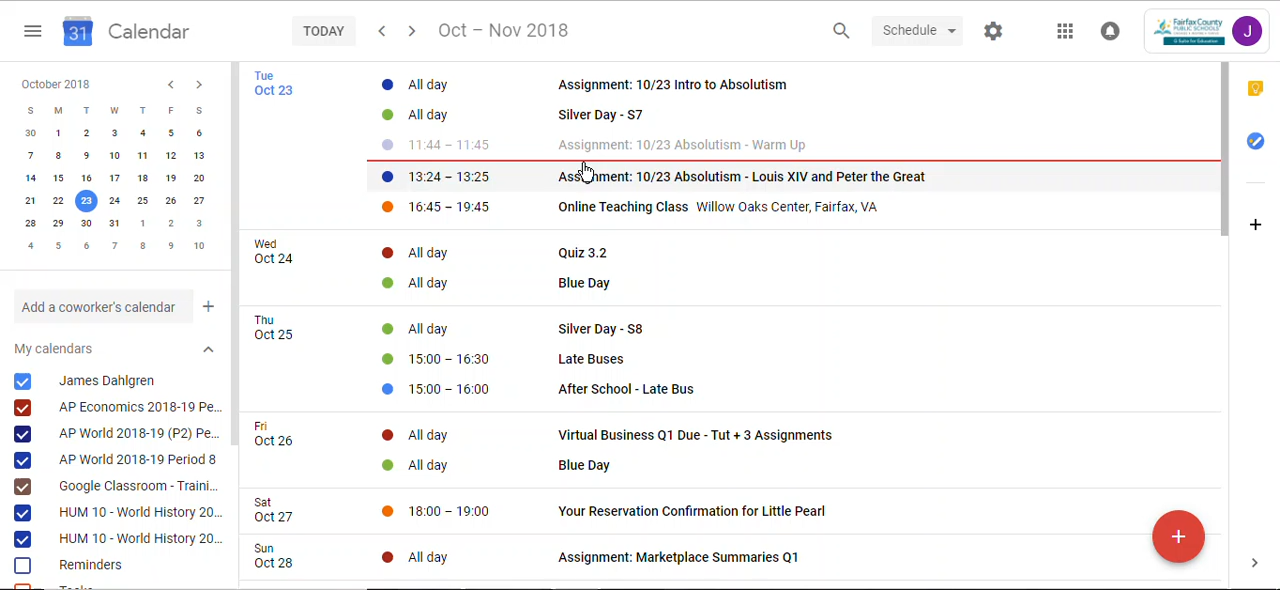 31 Calendar TODAY Oct – Nov 2018 Schedule Fairfax County PUBLIC SCHOOLS J
October 2018
S M T W T F S
30 1 2 3 4 5 6
7 8 9 10 11 12 13
14 15 16 17 18 19 20
21 22 23 24 25 26 27
28 29 30 31 1 2 3
4 5 6 7 8 9 10
Add a coworker's calendar +
My calendars
James Dahlgren
AP Economics 2018-19 Pe...
AP World 2018-19 (P2) Pe...
AP World 2018-19 Period 8
Google Classroom - Traini...
HUM 10 - World History 20...
HUM 10 - World History 20...
Reminders
Tue
Oct 23
All day Assignment: 10/23 Intro to Absolutism
All day Silver Day - S7
11:44 – 11:45 Assignment: 10/23 Absolutism - Warm Up
13:24 – 13:25 Assignment: 10/23 Absolutism - Louis XIV and Peter the Great
16:45 – 19:45 Online Teaching Class Willow Oaks Center, Fairfax, VA
Wed
Oct 24
All day Quiz 3.2
All day Blue Day
Thu
Oct 25
All day Silver Day - S8
15:00 – 16:30 Late Buses
15:00 – 16:00 After School - Late Bus
Fri
Oct 26
All day Virtual Business Q1 Due - Tut + 3 Assignments
All day Blue Day
Sat
Oct 27
18:00 – 19:00 Your Reservation Confirmation for Little Pearl
Sun
Oct 28
All day Assignment: Marketplace Summaries Q1